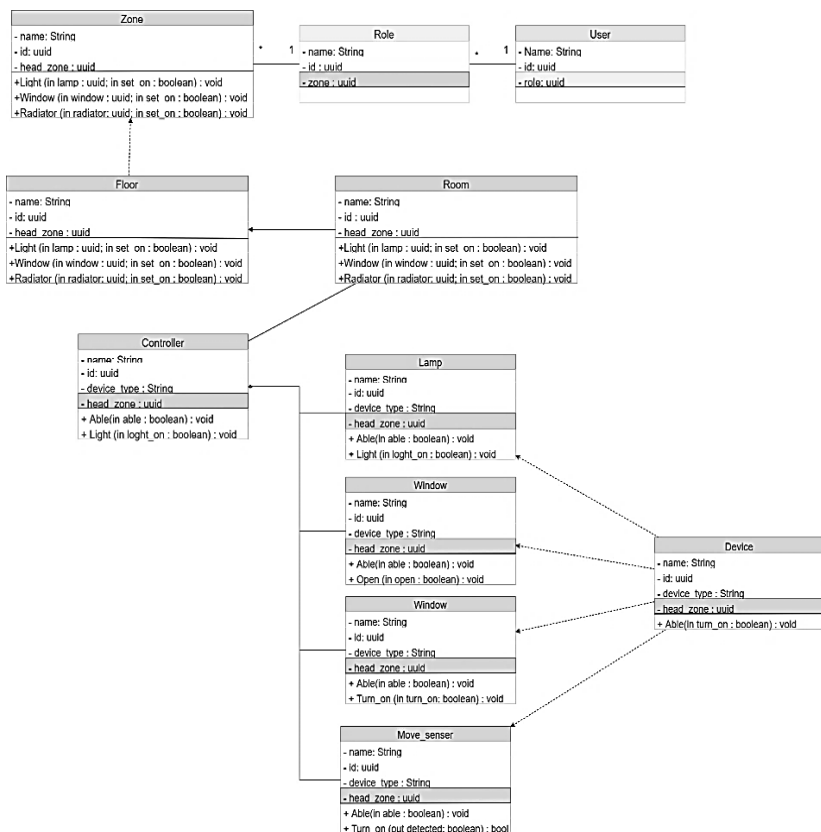 Zone
- name: String
- id: uuid
- head_zone : uuid
+Light (in lamp : uuid; in set_on : boolean) : void
+Window (in window : uuid; in set_on : boolean) : void
+Radiator (in radiator: uuid; in set_on : boolean) : void
* 1
Role
- name: String
- id : uuid
- zone : uuid
* 1
User
- Name: String
- id: uuid
- role: uuid
Floor
- name: String
- id: uuid
- head_zone : uuid
+Light (in lamp : uuid; in set_on : boolean) : void
+Window (in window : uuid; in set_on : boolean) : void
+Radiator (in radiator: uuid; in set_on : boolean) : void
Room
- name: String
- id : uuid
- head_zone : uuid
+Light (in lamp : uuid; in set_on : boolean) : void
+Window (in window : uuid; in set_on : boolean) : void
+Radiator (in radiator: uuid; in set_on : boolean) : void
Controller
- name: String
- id: uuid
- device_type : String
- head_zone : uuid
+ Able(in able : boolean) : void
+ Light (in loght_on : boolean) : void
Lamp
- name: String
- id: uuid
- device_type : String
- head_zone : uuid
+ Able(in able : boolean) : void
+ Light (in loght_on : boolean) : void
Window
- name: String
- id: uuid
- device_type : String
- head_zone : uuid
+ Able(in able : boolean) : void
+ Open (in open : boolean) : void
Window
- name: String
- id: uuid
- device_type : String
- head_zone : uuid
+ Able(in able : boolean) : void
+ Turn_on (in turn_on: boolean) : void
Move_senser
- name: String
- id: uuid
- device_type : String
- head_zone : uuid
+ Able(in able : boolean) : void
+ Turn_on (out detected: boolean) : bool
Device
- name: String
- id: uuid
- device_type : String
- head_zone : uuid
+ Able(in turn_on : boolean) : void